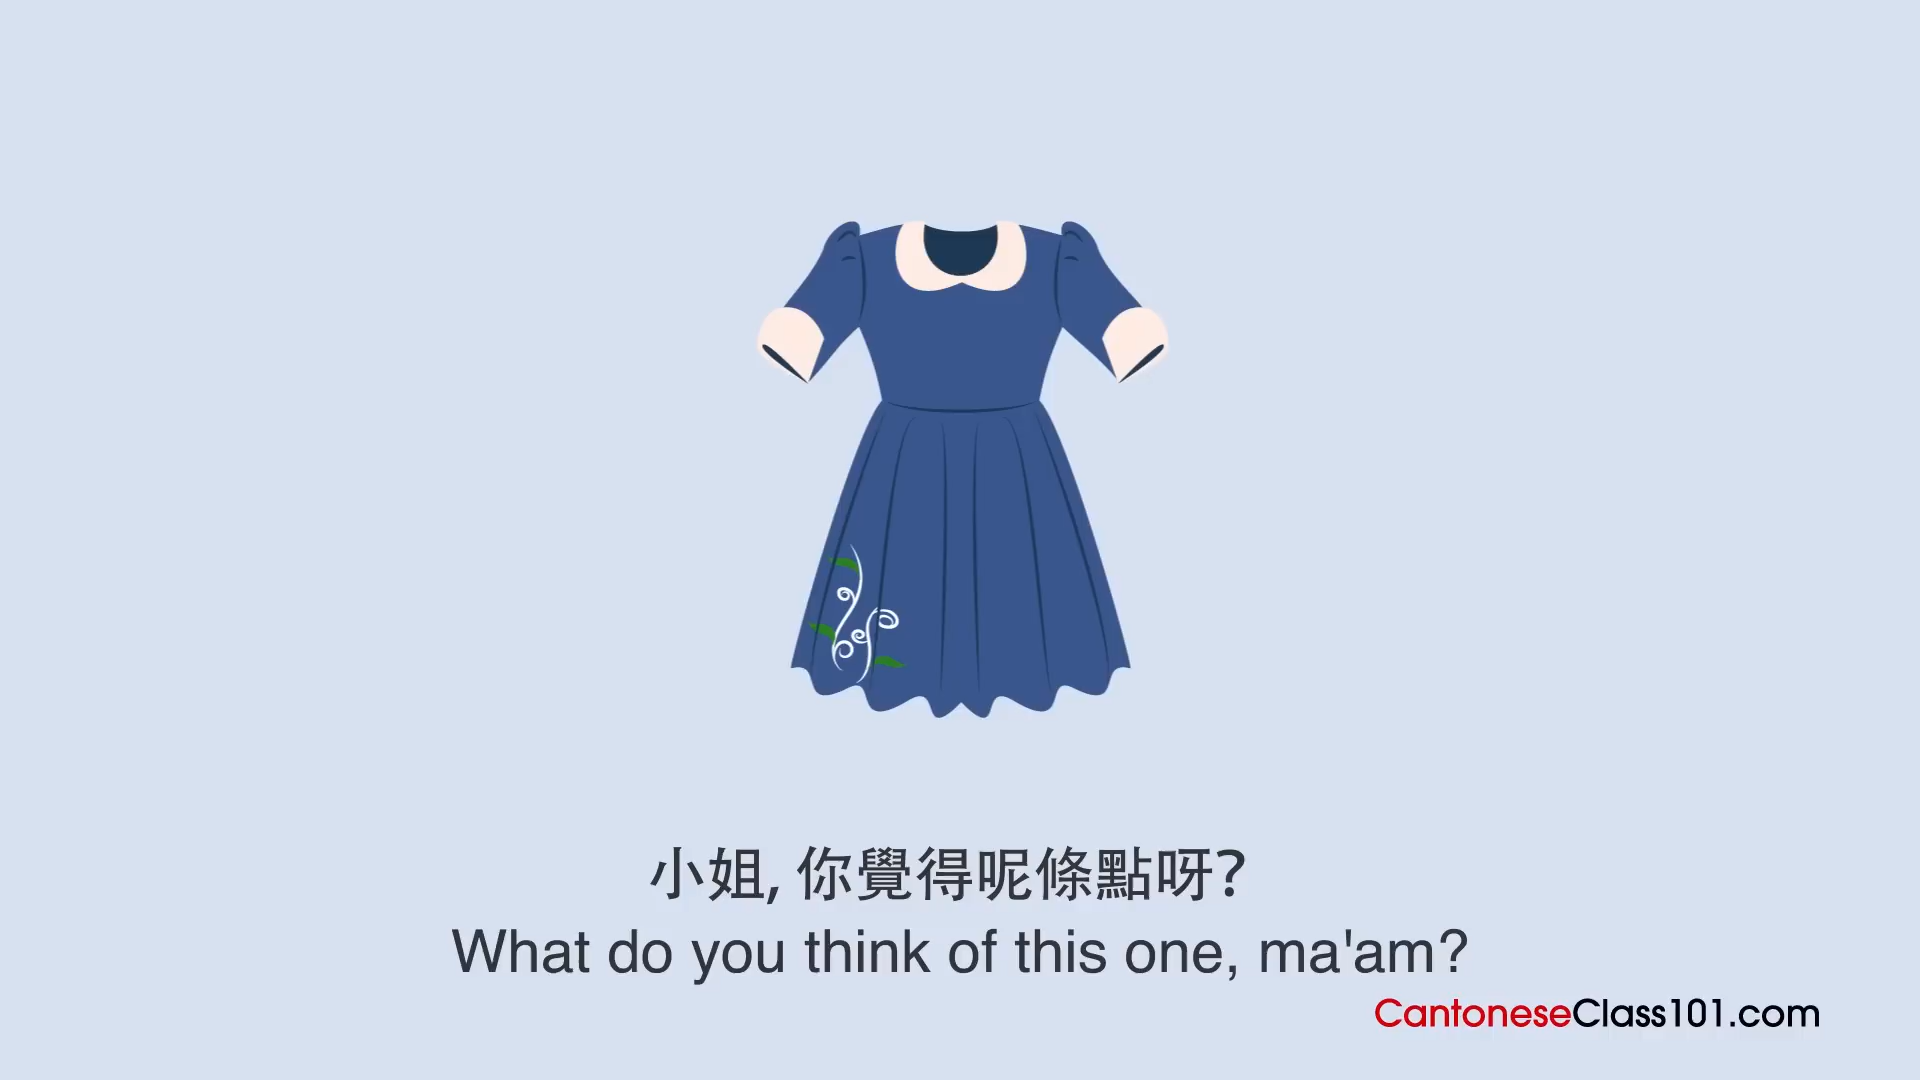 小姐, 你覺得呢條點呀?
What do you think of this one, ma'am?
CantoneseClass101.com